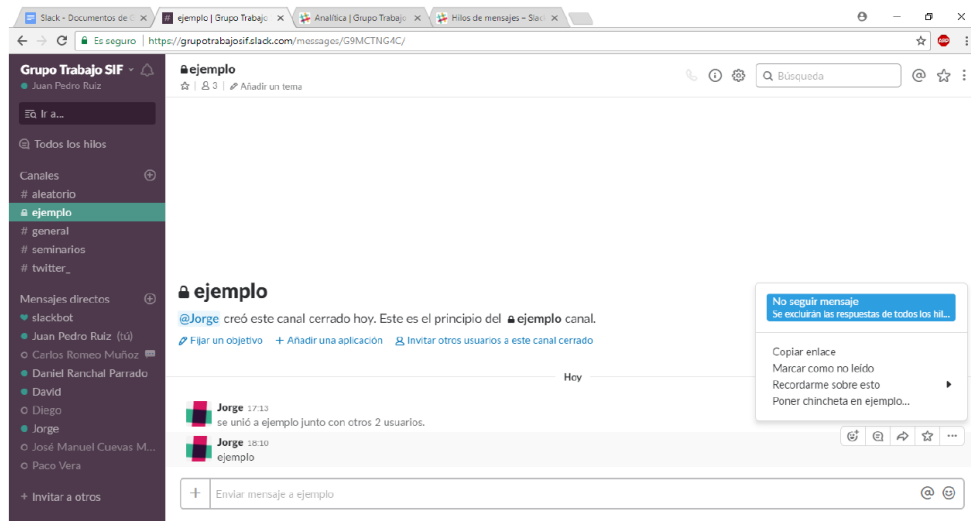 Slack - Documentos de G
ejemplo | Grupo Trabajo
Analítica | Grupo Trabajo
Hilos de mensajes – Slac
Es seguro | https://grupotrabajosif.slack.com/messages/G9MCTNG4C/
ABP
Grupo Trabajo SIF
Juan Pedro Ruiz
Ir a...
Todos los hilos
Canales
# aleatorio
ejemplo
# general
# seminarios
# twitter_
Mensajes directos
slackbot
Juan Pedro Ruiz (tú)
Carlos Romeo Muñoz
Daniel Ranchal Parrado
David
Diego
Jorge
José Manuel Cuevas M...
Paco Vera
+ Invitar a otros
ejemplo
3 | Añadir un tema
Búsqueda
ejemplo
@Jorge creó este canal cerrado hoy. Este es el principio del ejemplo canal.
Fijar un objetivo + Añadir una aplicación Invitar otros usuarios a este canal cerrado
Hoy
Jorge 17:13
se unió a ejemplo junto con otros 2 usuarios.
Jorge 18:10
ejemplo
No seguir mensaje
Se excluirán las respuestas de todos los hil...
Copiar enlace
Marcar como no leído
Recordarme sobre esto
Poner chincheta en ejemplo...
Enviar mensaje a ejemplo